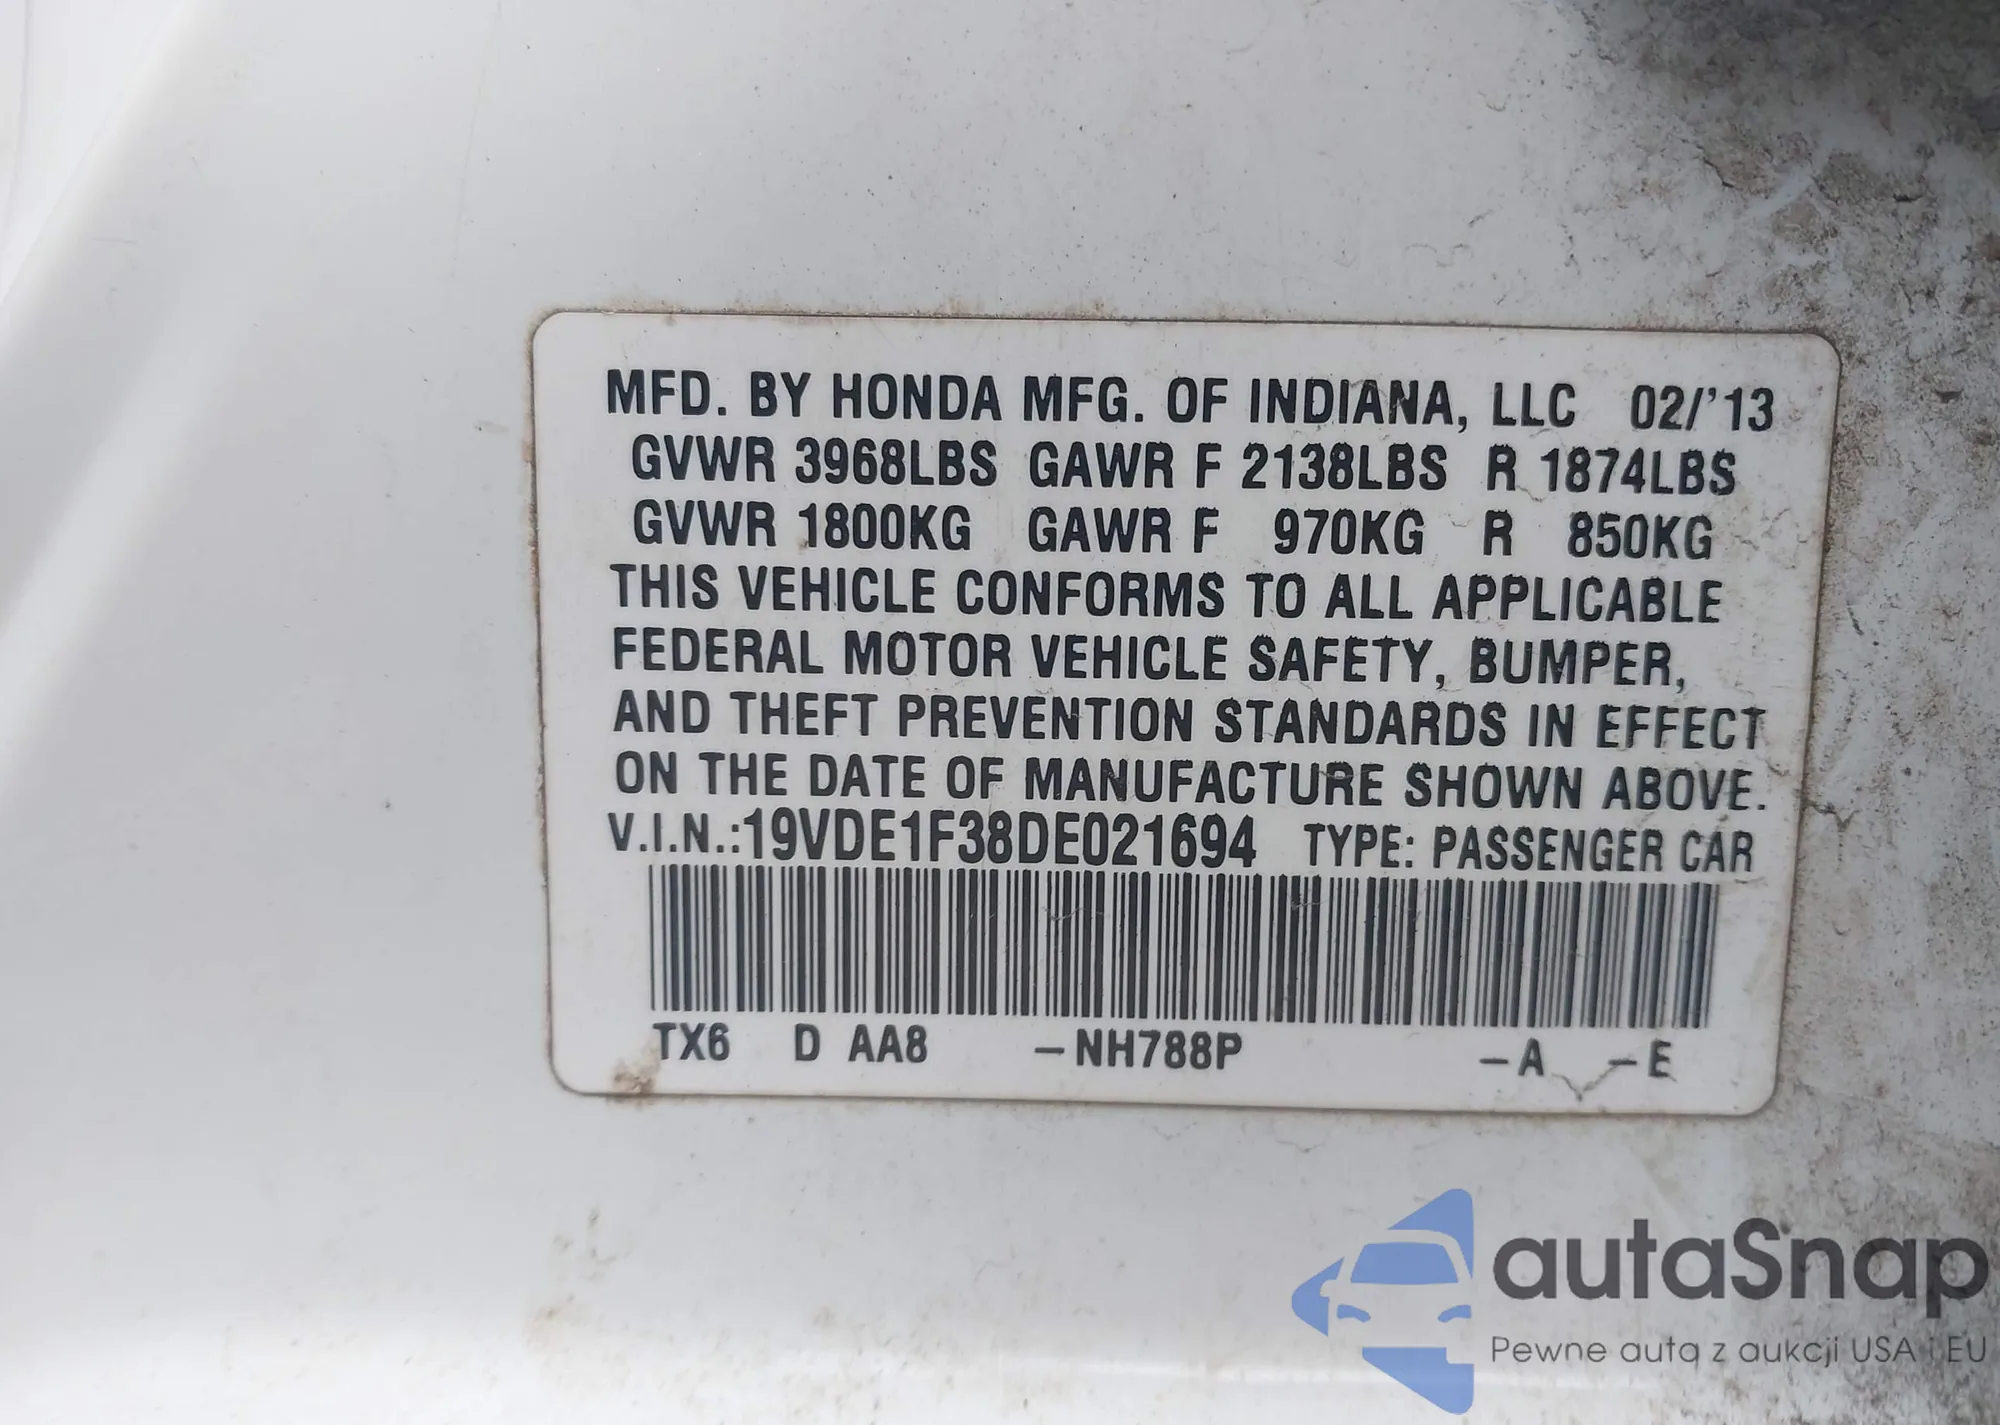 MFD. BY HONDA MFG. OF INDIANA, LLC 02/'13
GVWR 3968LBS GAWR F 2138LBS R 1874LBS
GVWR 1800KG GAWR F 970KG R 850KG
THIS VEHICLE CONFORMS TO ALL APPLICABLE
FEDERAL MOTOR VEHICLE SAFETY, BUMPER,
AND THEFT PREVENTION STANDARDS IN EFFECT
ON THE DATE OF MANUFACTURE SHOWN ABOVE.
V.I.N.:19VDE1F38DE021694 TYPE: PASSENGER CAR
TX6 D AA8 –NH788P –A –E
autaSnap
Pewne auta z aukcji USA i EU